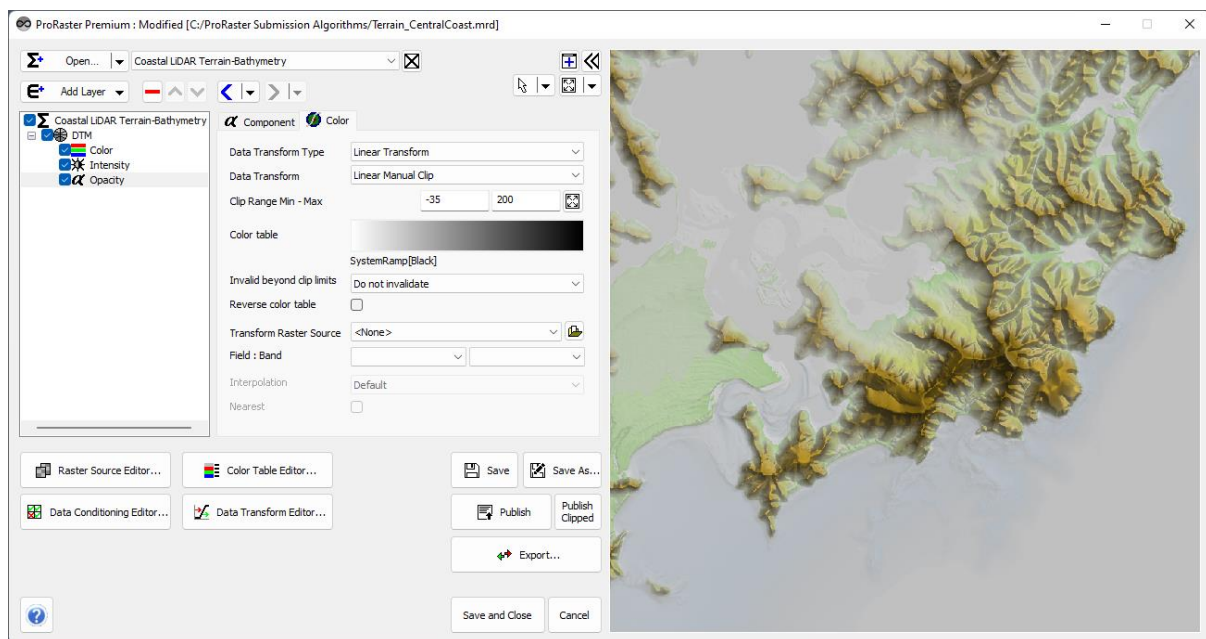 ProRaster Premium : Modified [C:/ProRaster Submission Algorithms/Terrain_CentralCoast.mrd]
Open... Coastal LiDAR Terrain-Bathymetry
Add Layer
Coastal LiDAR Terrain-Bathymetry
DTM
Color
Intensity
Opacity
Component Color
Data Transform Type Linear Transform
Data Transform Linear Manual Clip
Clip Range Min - Max -35 200
Color table
SystemRamp[Black]
Invalid beyond clip limits Do not invalidate
Reverse color table
Transform Raster Source <None>
Field : Band
Interpolation Default
Nearest
Raster Source Editor... Color Table Editor... Save Save As...
Data Conditioning Editor... Data Transform Editor... Publish Publish Clipped
Export...
Save and Close Cancel